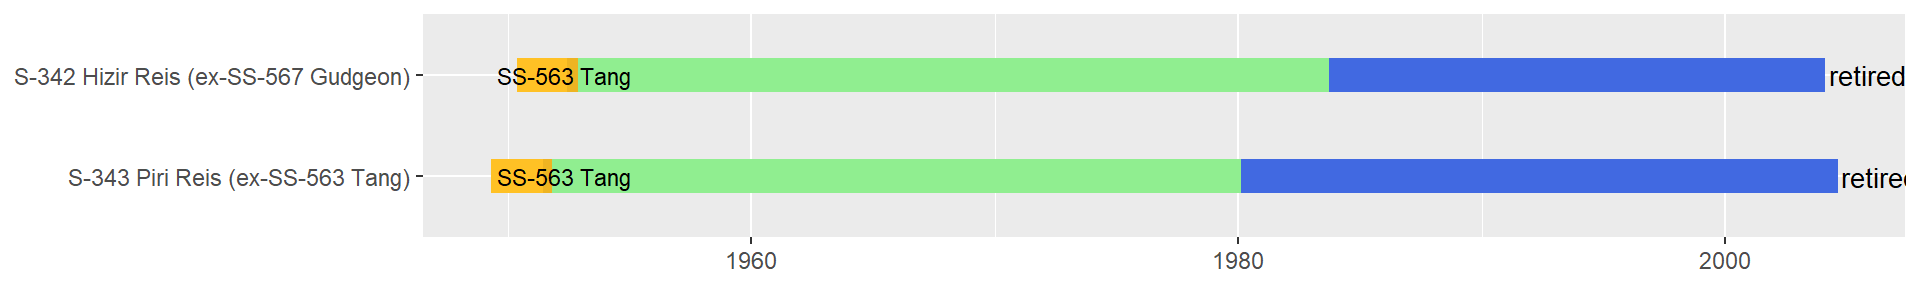 S-342 Hizir Reis (ex-SS-567 Gudgeon)
SS-563 Tang
retired
S-343 Piri Reis (ex-SS-563 Tang)
SS-563 Tang
retire
1960
1980
2000